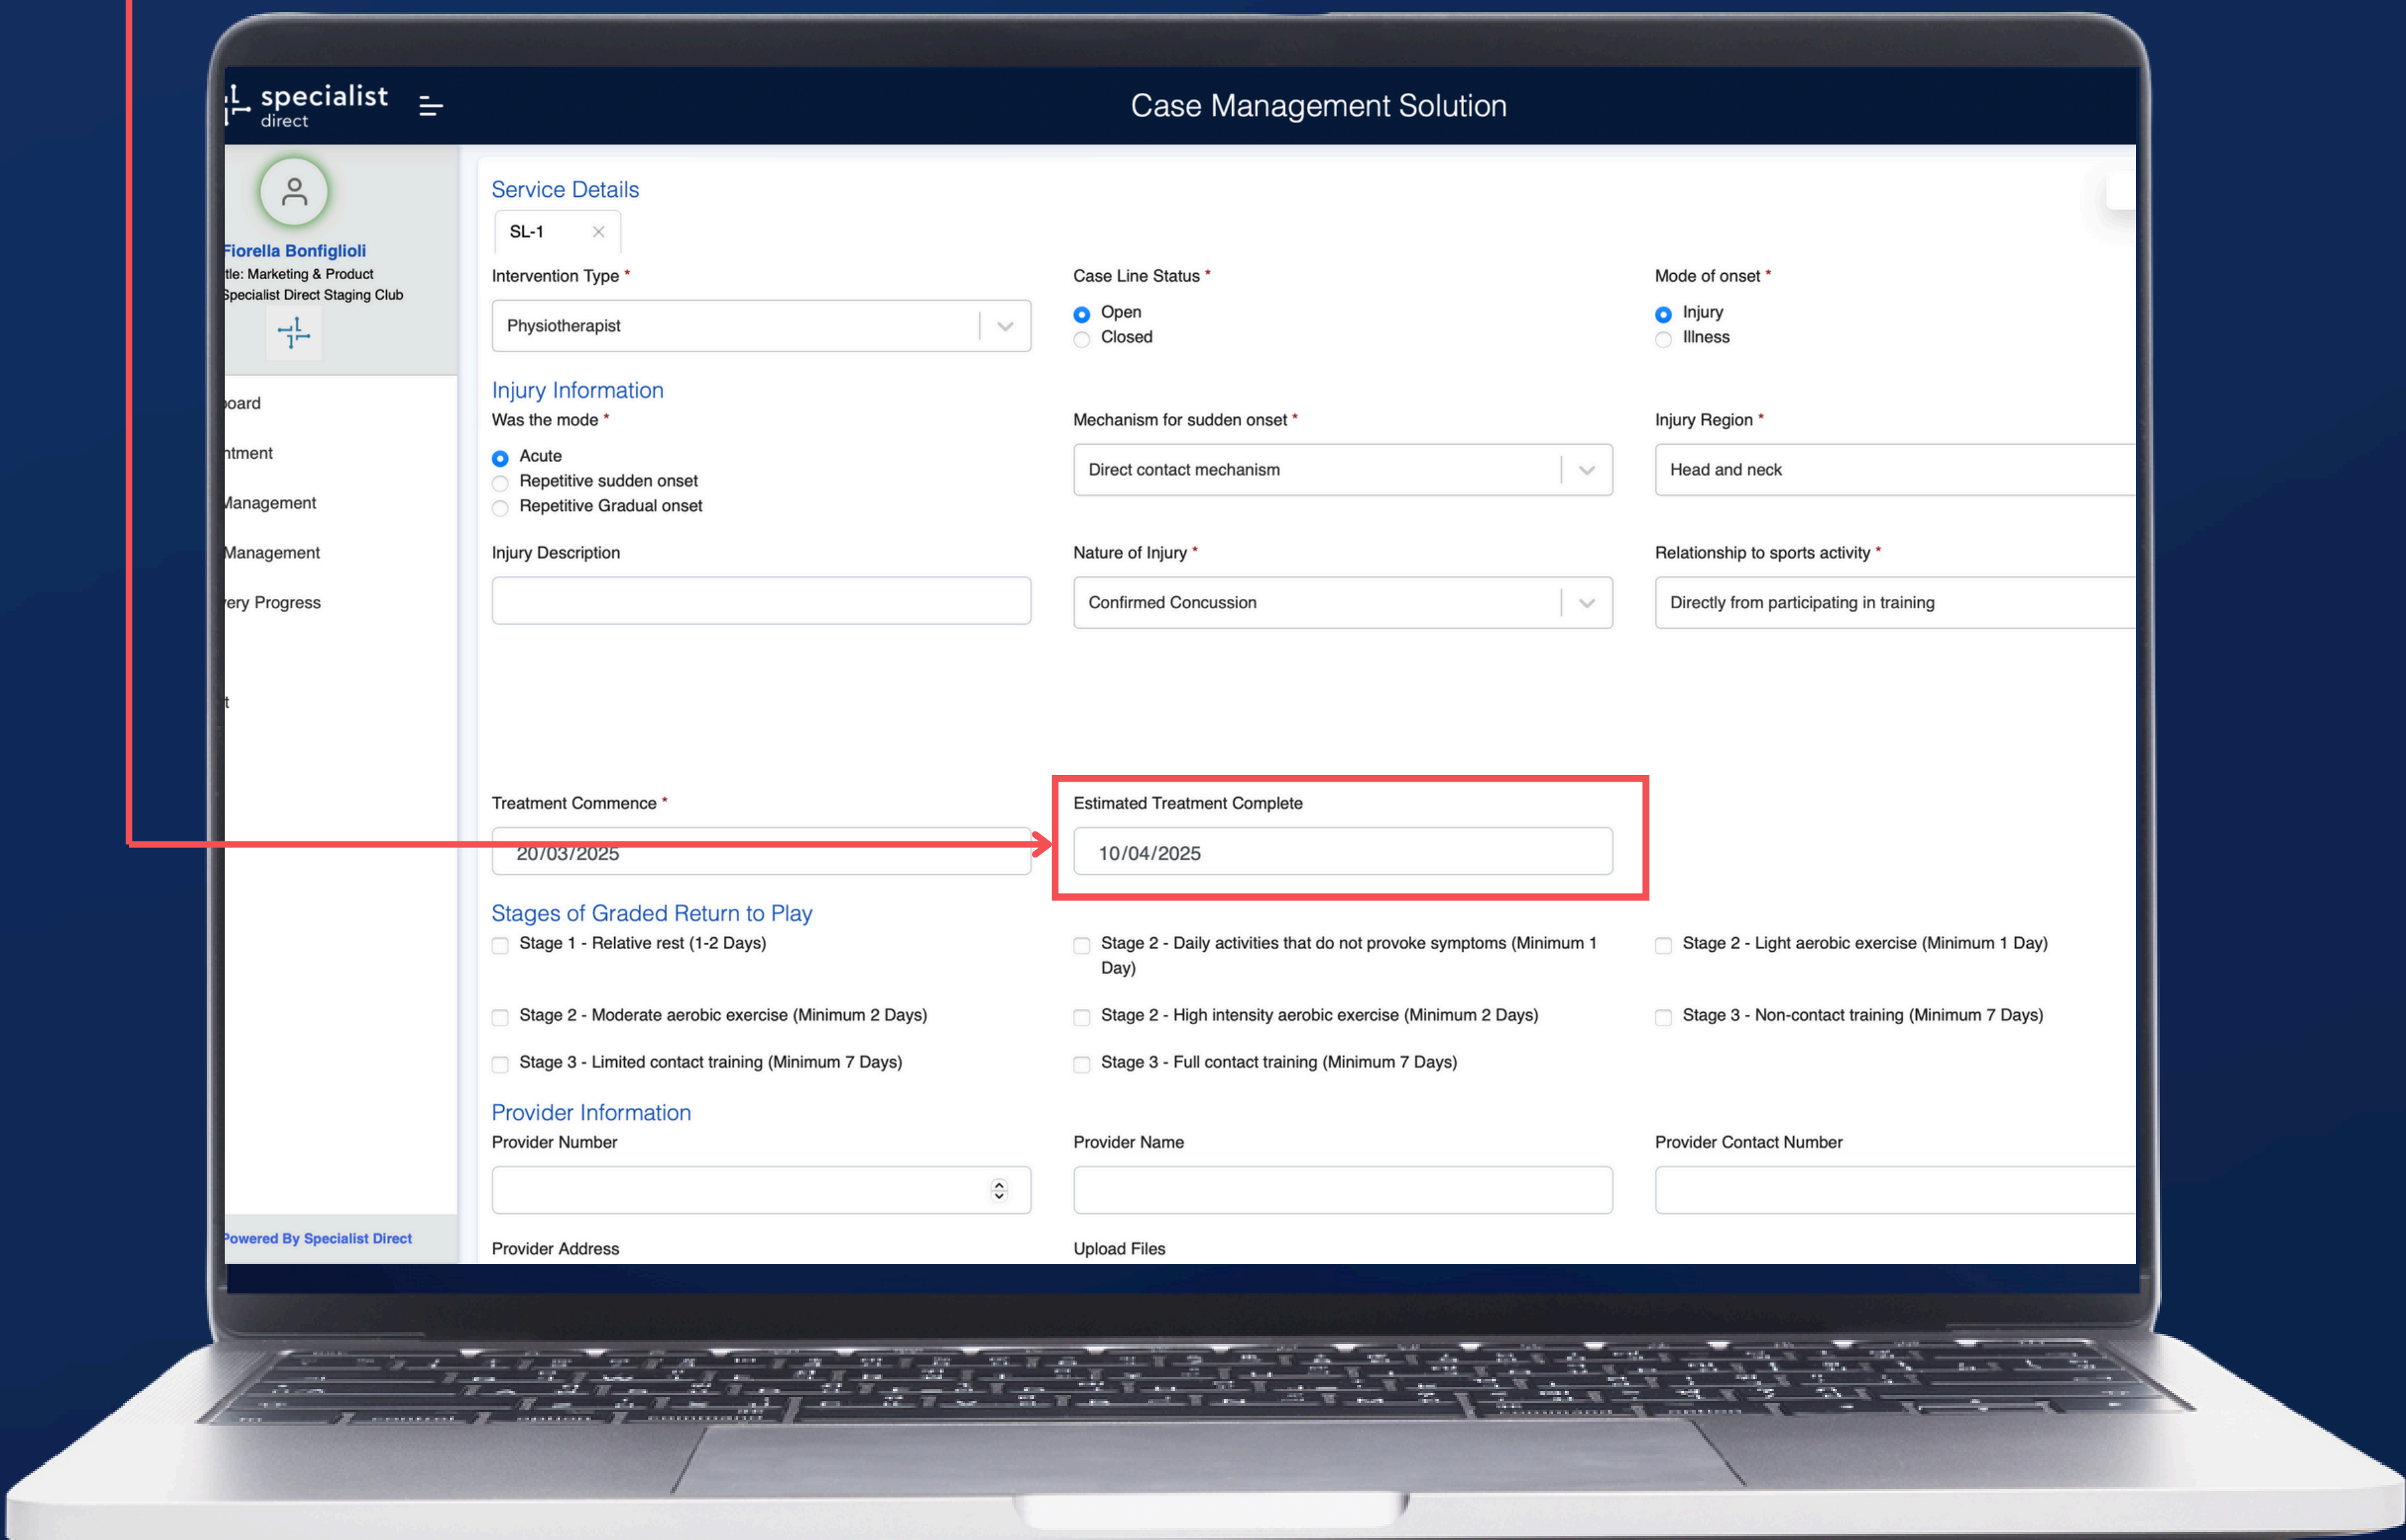 specialist
direct
Case Management Solution
Fiorella Bonfiglioli
tle: Marketing & Product
Specialist Direct Staging Club
oard
ntment
Management
Management
ery Progress
t
Powered By Specialist Direct
Service Details
SL-1
Intervention Type *
Physiotherapist
Case Line Status *
Open
Closed
Mode of onset *
Injury
Illness
Injury Information
Was the mode *
Acute
Repetitive sudden onset
Repetitive Gradual onset
Mechanism for sudden onset *
Direct contact mechanism
Injury Region *
Head and neck
Injury Description
Nature of Injury *
Confirmed Concussion
Relationship to sports activity *
Directly from participating in training
Treatment Commence *
20/03/2025
Estimated Treatment Complete
10/04/2025
Stages of Graded Return to Play
Stage 1 - Relative rest (1-2 Days)
Stage 2 - Daily activities that do not provoke symptoms (Minimum 1
Day)
Stage 2 - Light aerobic exercise (Minimum 1 Day)
Stage 2 - Moderate aerobic exercise (Minimum 2 Days)
Stage 2 - High intensity aerobic exercise (Minimum 2 Days)
Stage 3 - Non-contact training (Minimum 7 Days)
Stage 3 - Limited contact training (Minimum 7 Days)
Stage 3 - Full contact training (Minimum 7 Days)
Provider Information
Provider Number
Provider Name
Provider Contact Number
Provider Address
Upload Files